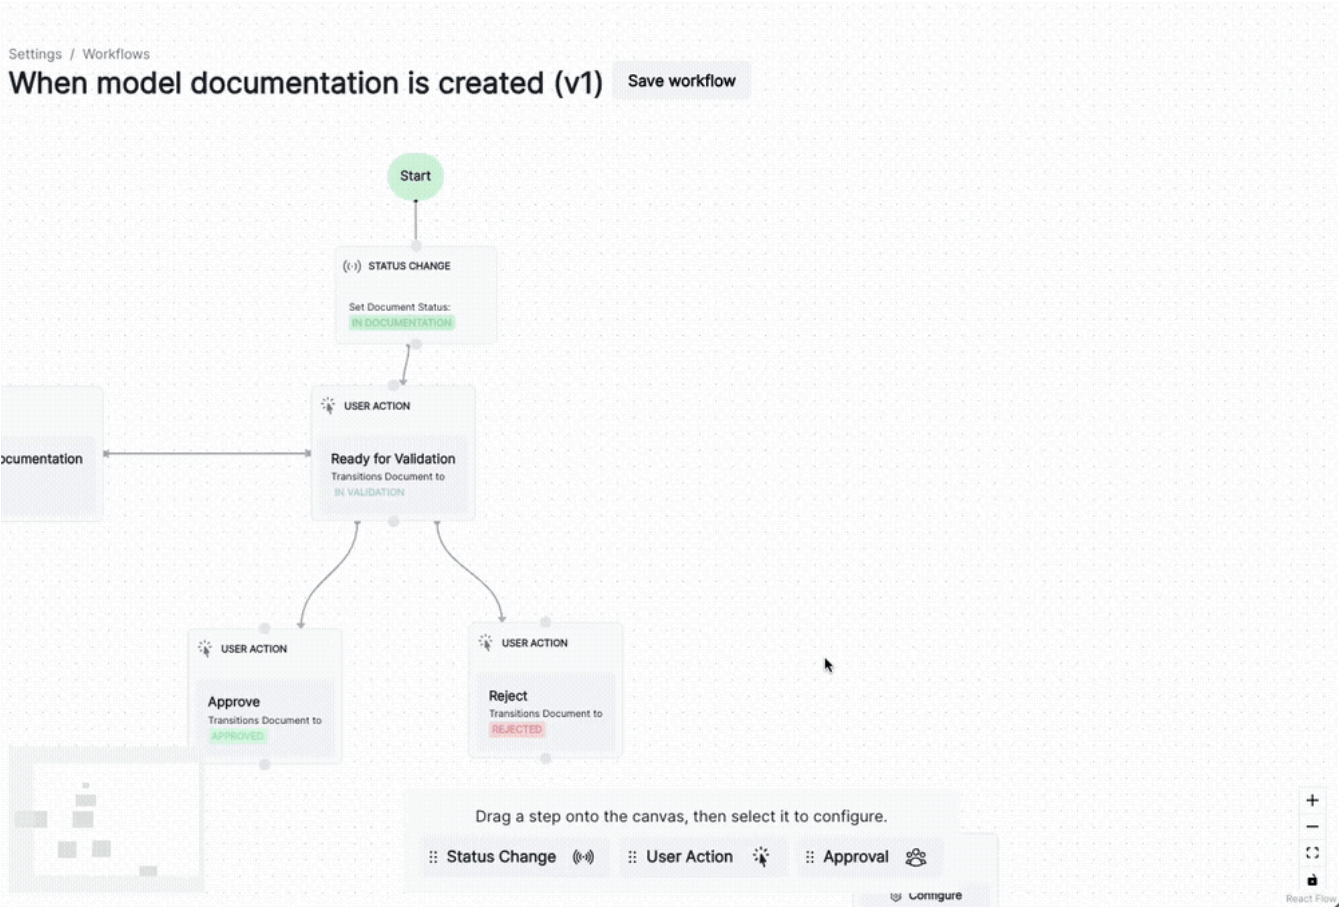 Settings / Workflows
When model documentation is created (v1)
Save workflow
Start
STATUS CHANGE
Set Document Status:
IN DOCUMENTATION
USER ACTION
ocumentation
Ready for Validation
Transitions Document to
IN VALIDATION
USER ACTION
Approve
Transitions Document to
APPROVED
USER ACTION
Reject
Transitions Document to
REJECTED
Drag a step onto the canvas, then select it to configure.
Status Change
User Action
Approval
Configure
React Flow